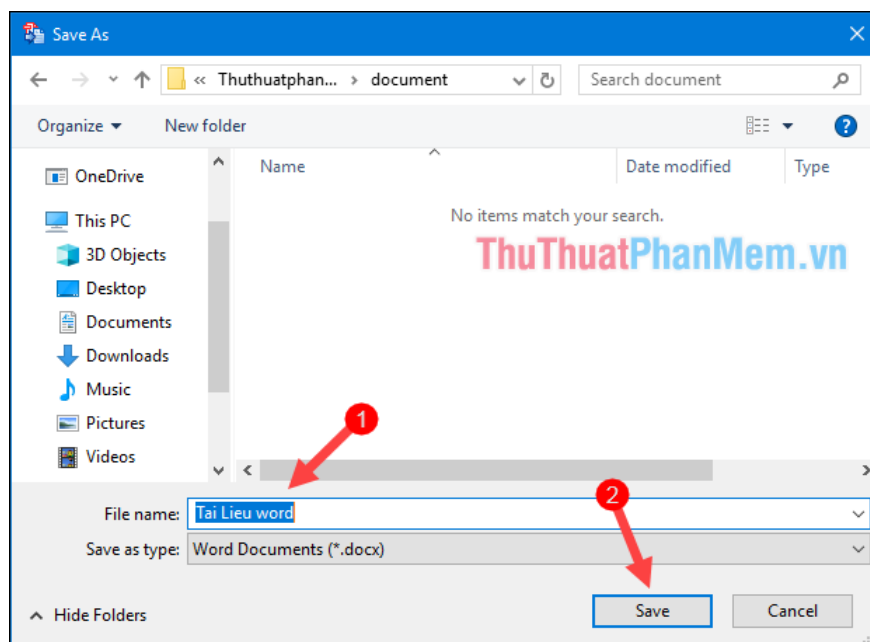 Save As
« Thuthuatphan... > document
Search document
Organize
New folder
?
Name
Date modified
Type
OneDrive
This PC
3D Objects
Desktop
Documents
Downloads
Music
Pictures
Videos
No items match your search.
ThuThuatPhanMem.vn
1
File name: Tai Lieu word
2
Save as type: Word Documents (*.docx)
Hide Folders
Save
Cancel